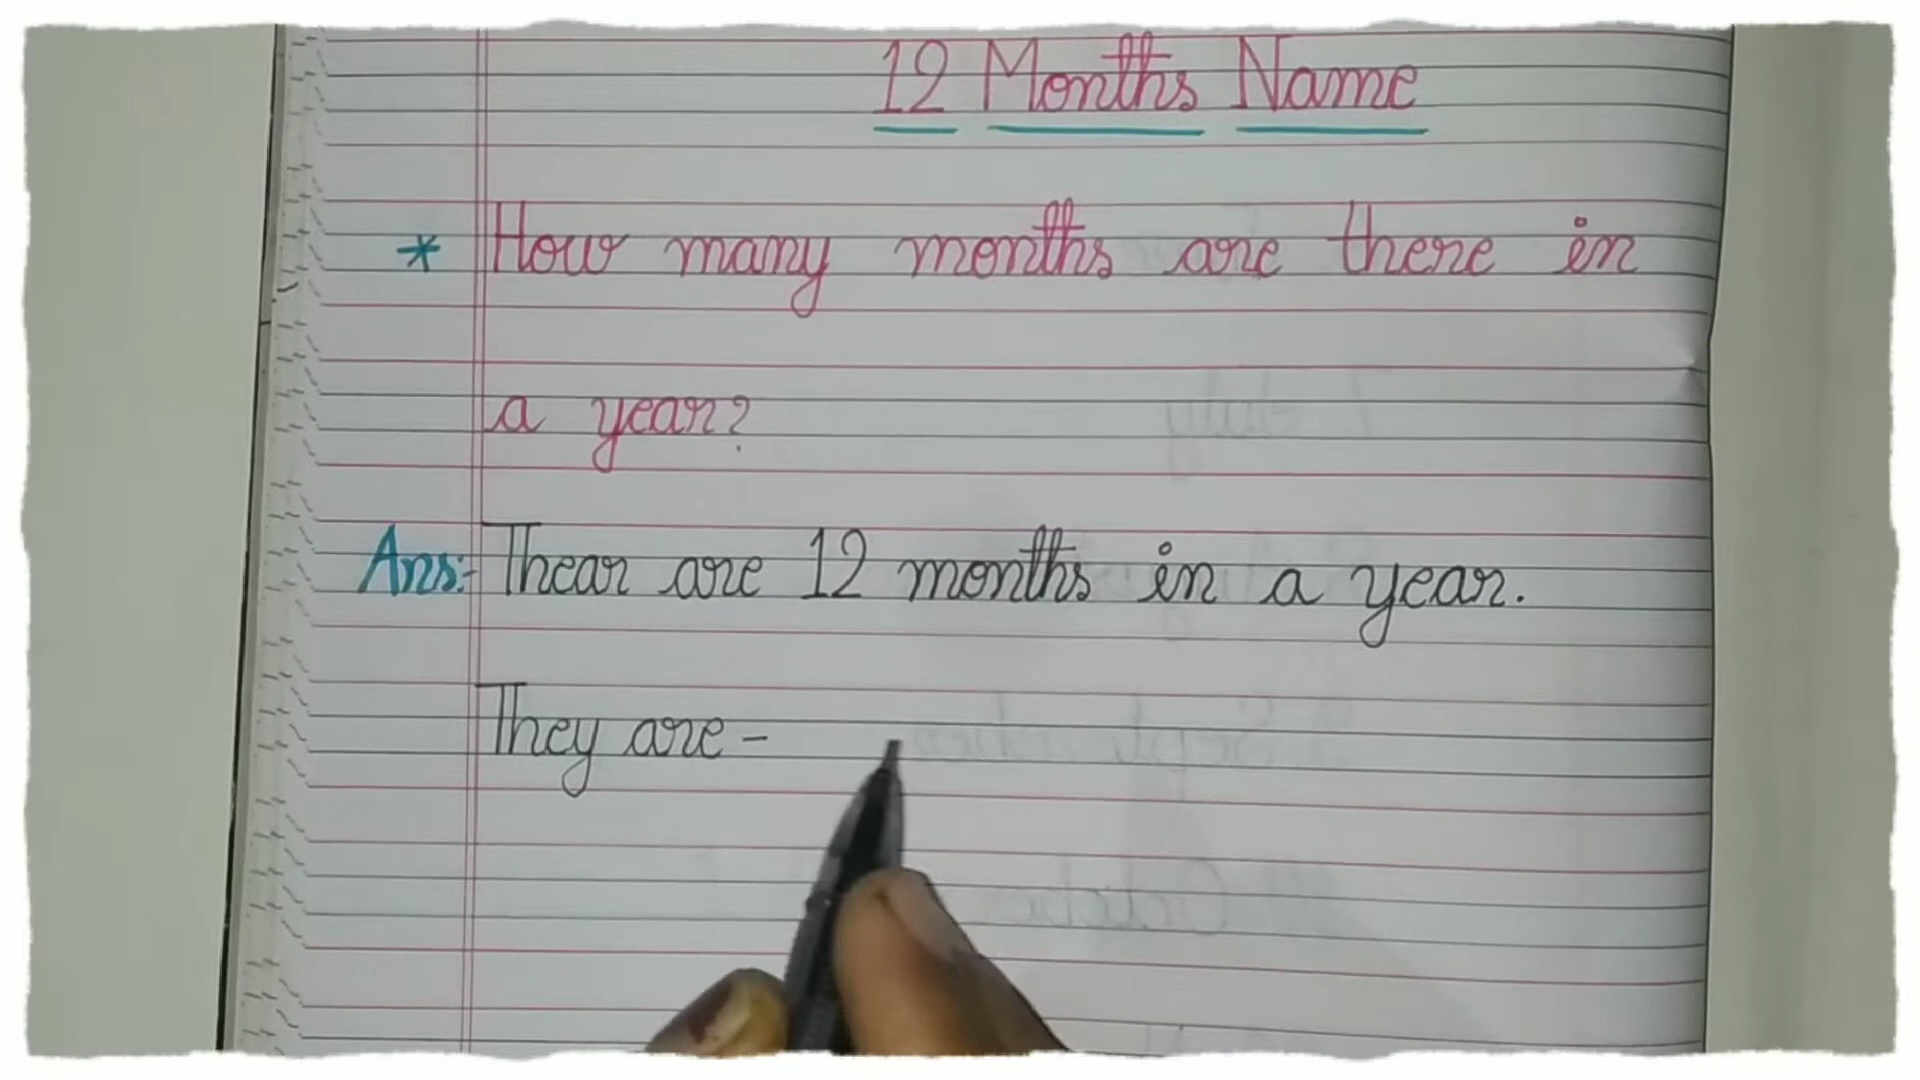 12 Months Name
* How many months are there in
a year?
Ans:- Thear are 12 months in a year.
They are -